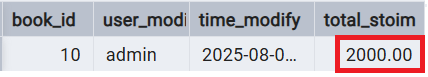 book_id user_modi time_modify total_stoim
10 admin 2025-08-0... 2000.00